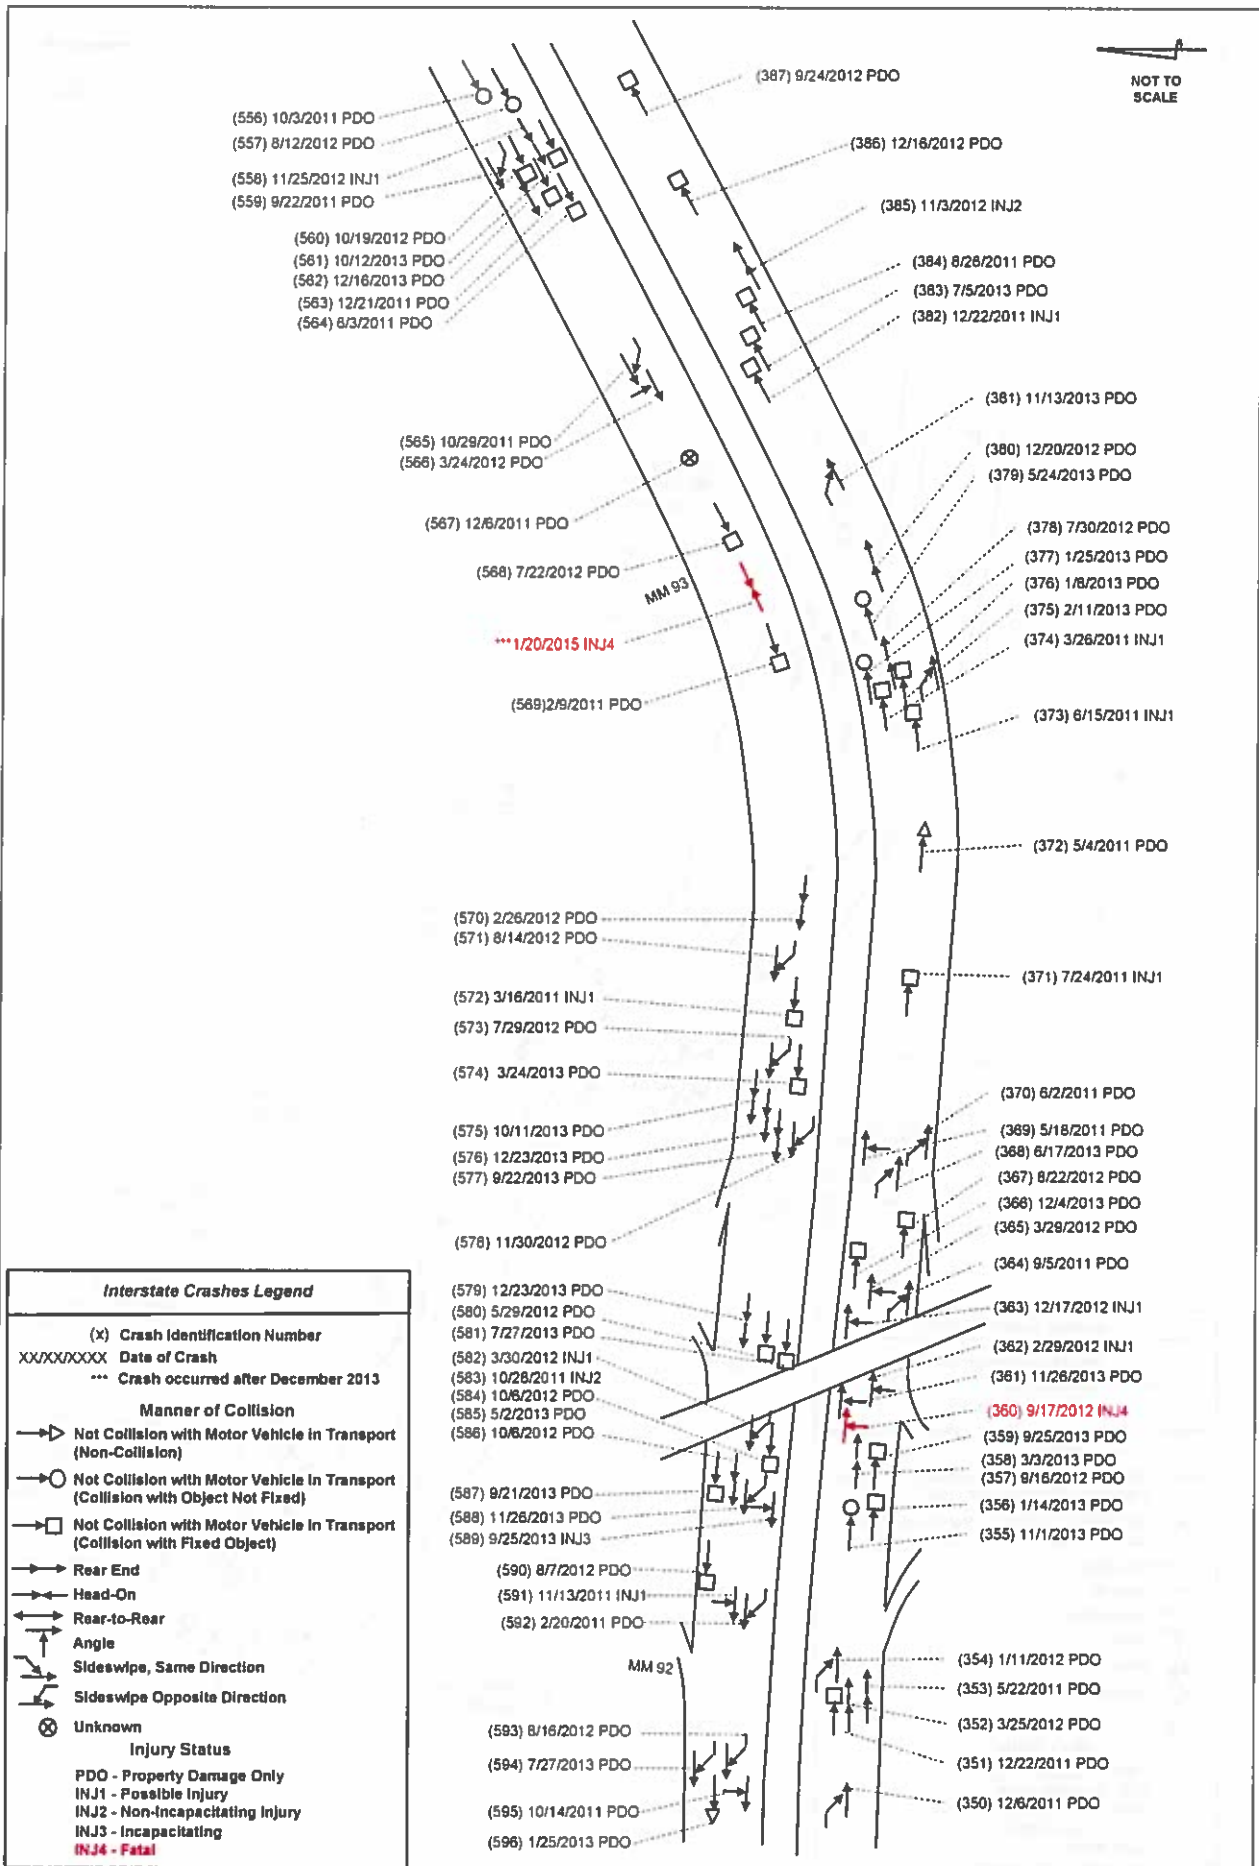 NOT TO
SCALE
(387) 9/24/2012 PDO
(386) 12/16/2012 PDO
(385) 11/3/2012 INJ2
(384) 8/26/2011 PDO
(383) 7/5/2013 PDO
(382) 12/22/2011 INJ1
(381) 11/13/2013 PDO
(380) 12/20/2012 PDO
(379) 5/24/2013 PDO
(378) 7/30/2012 PDO
(377) 1/25/2013 PDO
(376) 1/8/2013 PDO
(375) 2/11/2013 PDO
(374) 3/26/2011 INJ1
(373) 6/15/2011 INJ1
(372) 5/4/2011 PDO
(371) 7/24/2011 INJ1
(370) 6/2/2011 PDO
(369) 5/18/2011 PDO
(368) 6/17/2013 PDO
(367) 8/22/2012 PDO
(366) 12/4/2013 PDO
(365) 3/29/2012 PDO
(364) 9/5/2011 PDO
(363) 12/17/2012 INJ1
(362) 2/29/2012 INJ1
(361) 11/26/2013 PDO
(360) 9/17/2012 INJ4
(359) 9/25/2013 PDO
(358) 3/3/2013 PDO
(357) 9/16/2012 PDO
(356) 1/14/2013 PDO
(355) 11/1/2013 PDO
(354) 1/11/2012 PDO
(353) 5/22/2011 PDO
(352) 3/25/2012 PDO
(351) 12/22/2011 PDO
(350) 12/6/2011 PDO
(556) 10/3/2011 PDO
(557) 8/12/2012 PDO
(558) 11/25/2012 INJ1
(559) 9/22/2011 PDO
(560) 10/19/2012 PDO
(561) 10/12/2013 PDO
(562) 12/16/2013 PDO
(563) 12/21/2011 PDO
(564) 6/3/2011 PDO
(565) 10/29/2011 PDO
(566) 3/24/2012 PDO
(567) 12/6/2011 PDO
(568) 7/22/2012 PDO
MM 93
***1/20/2015 INJ4
(569)2/9/2011 PDO
(570) 2/26/2012 PDO
(571) 8/14/2012 PDO
(572) 3/16/2011 INJ1
(573) 7/29/2012 PDO
(574) 3/24/2013 PDO
(575) 10/11/2013 PDO
(576) 12/23/2013 PDO
(577) 9/22/2013 PDO
(578) 11/30/2012 PDO
(579) 12/23/2013 PDO
(580) 5/29/2012 PDO
(581) 7/27/2013 PDO
(582) 3/30/2012 INJ1
(583) 10/28/2011 INJ2
(584) 10/6/2012 PDO
(585) 5/2/2013 PDO
(586) 10/6/2012 PDO
(587) 9/21/2013 PDO
(588) 11/26/2013 PDO
(589) 9/25/2013 INJ3
(590) 8/7/2012 PDO
(591) 11/13/2011 INJ1
(592) 2/20/2011 PDO
MM 92
(593) 8/16/2012 PDO
(594) 7/27/2013 PDO
(595) 10/14/2011 PDO
(596) 1/25/2013 PDO
Interstate Crashes Legend
(x) Crash Identification Number
XX/XX/XXXX Date of Crash
*** Crash occurred after December 2013
Manner of Collision
Not Collision with Motor Vehicle in Transport
(Non-Collision)
Not Collision with Motor Vehicle in Transport
(Collision with Object Not Fixed)
Not Collision with Motor Vehicle in Transport
(Collision with Fixed Object)
Rear End
Head-On
Rear-to-Rear
Angle
Sideswipe, Same Direction
Sideswipe Opposite Direction
Unknown
Injury Status
PDO - Property Damage Only
INJ1 - Possible Injury
INJ2 - Non-Incapacitating Injury
INJ3 - Incapacitating
INJ4 - Fatal